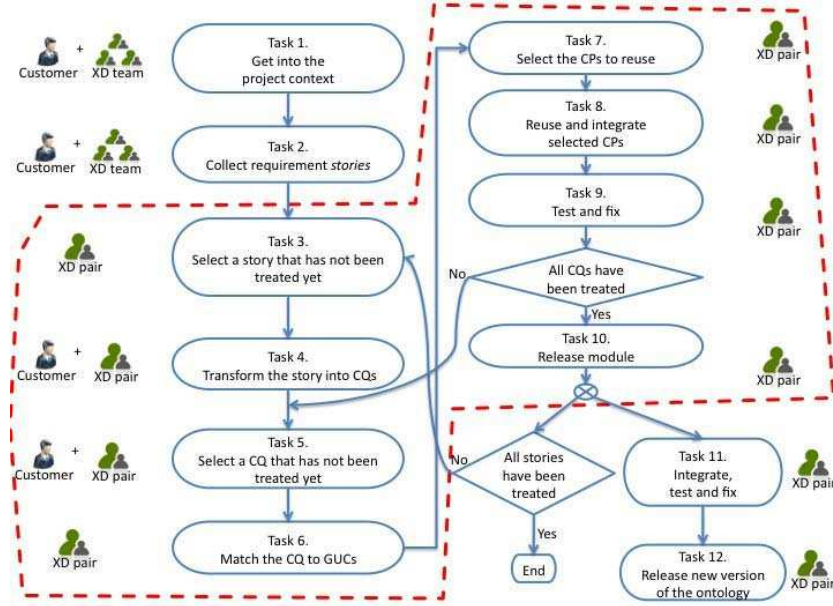 Customer
+
XD team
Task 1.
Get into the
project context
Customer
+
XD team
Task 2.
Collect requirement stories
XD pair
Task 3.
Select a story that has not been
treated yet
Customer
+
XD pair
Task 4.
Transform the story into CQs
Customer
+
XD pair
Task 5.
Select a CQ that has not been
treated yet
XD pair
Task 6.
Match the CQ to GUCs
Task 7.
Select the CPs to reuse
XD pair
Task 8.
Reuse and integrate
selected CPs
XD pair
Task 9.
Test and fix
XD pair
No
All CQs have
been treated
Yes
Task 10.
Release module
XD pair
No
All stories
have been
treated
Yes
End
Task 11.
Integrate,
test and fix
XD pair
Task 12.
Release new version
of the ontology
XD pair